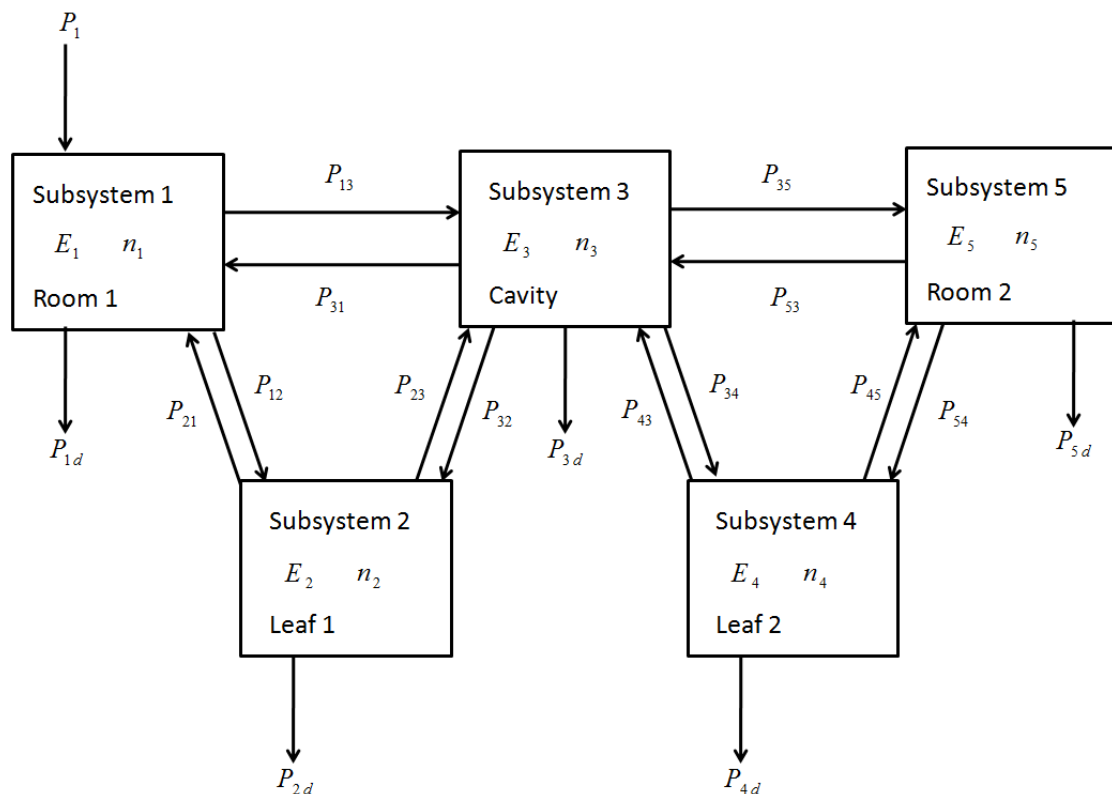 P₁
Subsystem 1
E₁ n₁
Room 1
P₁₃
P₃₁
Subsystem 3
E₃ n₃
Cavity
P₃₅
P₅₃
Subsystem 5
E₅ n₅
Room 2
P₂₁
P₁₂
P₂₃
P₃₂
P₄₃
P₃₄
P₄₅
P₅₄
P₁d
P₃d
P₅d
Subsystem 2
E₂ n₂
Leaf 1
Subsystem 4
E₄ n₄
Leaf 2
P₂d
P₄d